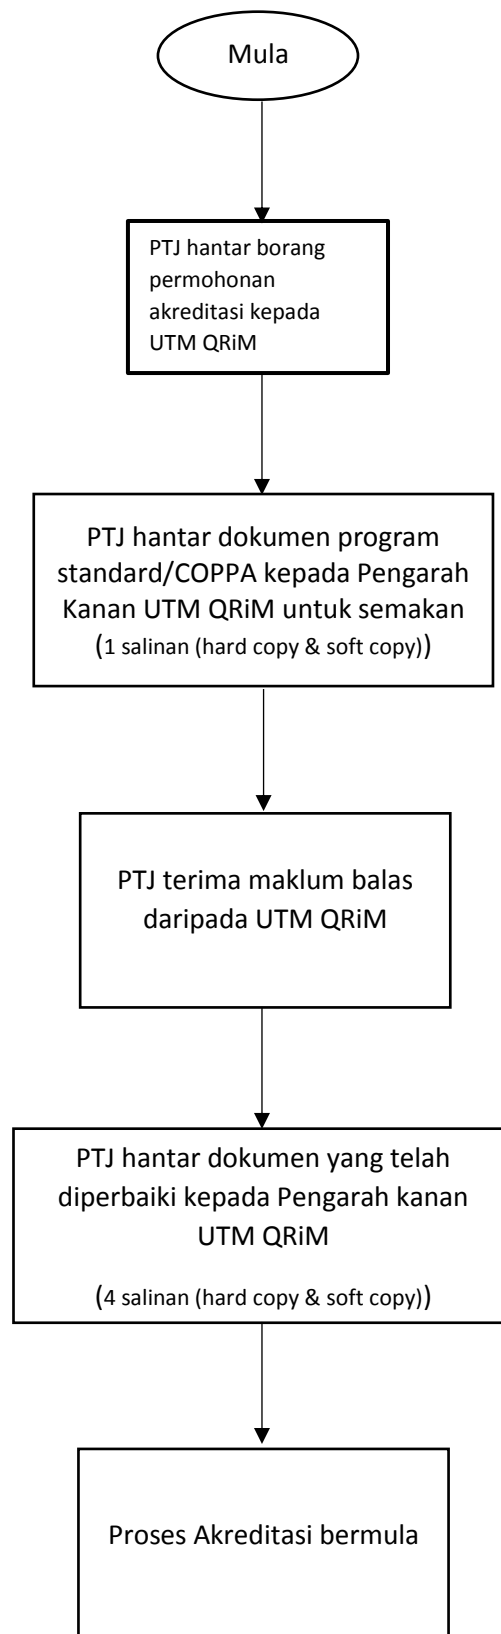 Mula
PTJ hantar borang
permohonan
akreditasi kepada
UTM QRiM
PTJ hantar dokumen program
standard/COPPA kepada Pengarah
Kanan UTM QRiM untuk semakan
(1 salinan (hard copy & soft copy))
PTJ terima maklum balas
daripada UTM QRiM
PTJ hantar dokumen yang telah
diperbaiki kepada Pengarah kanan
UTM QRiM
(4 salinan (hard copy & soft copy))
Proses Akreditasi bermula